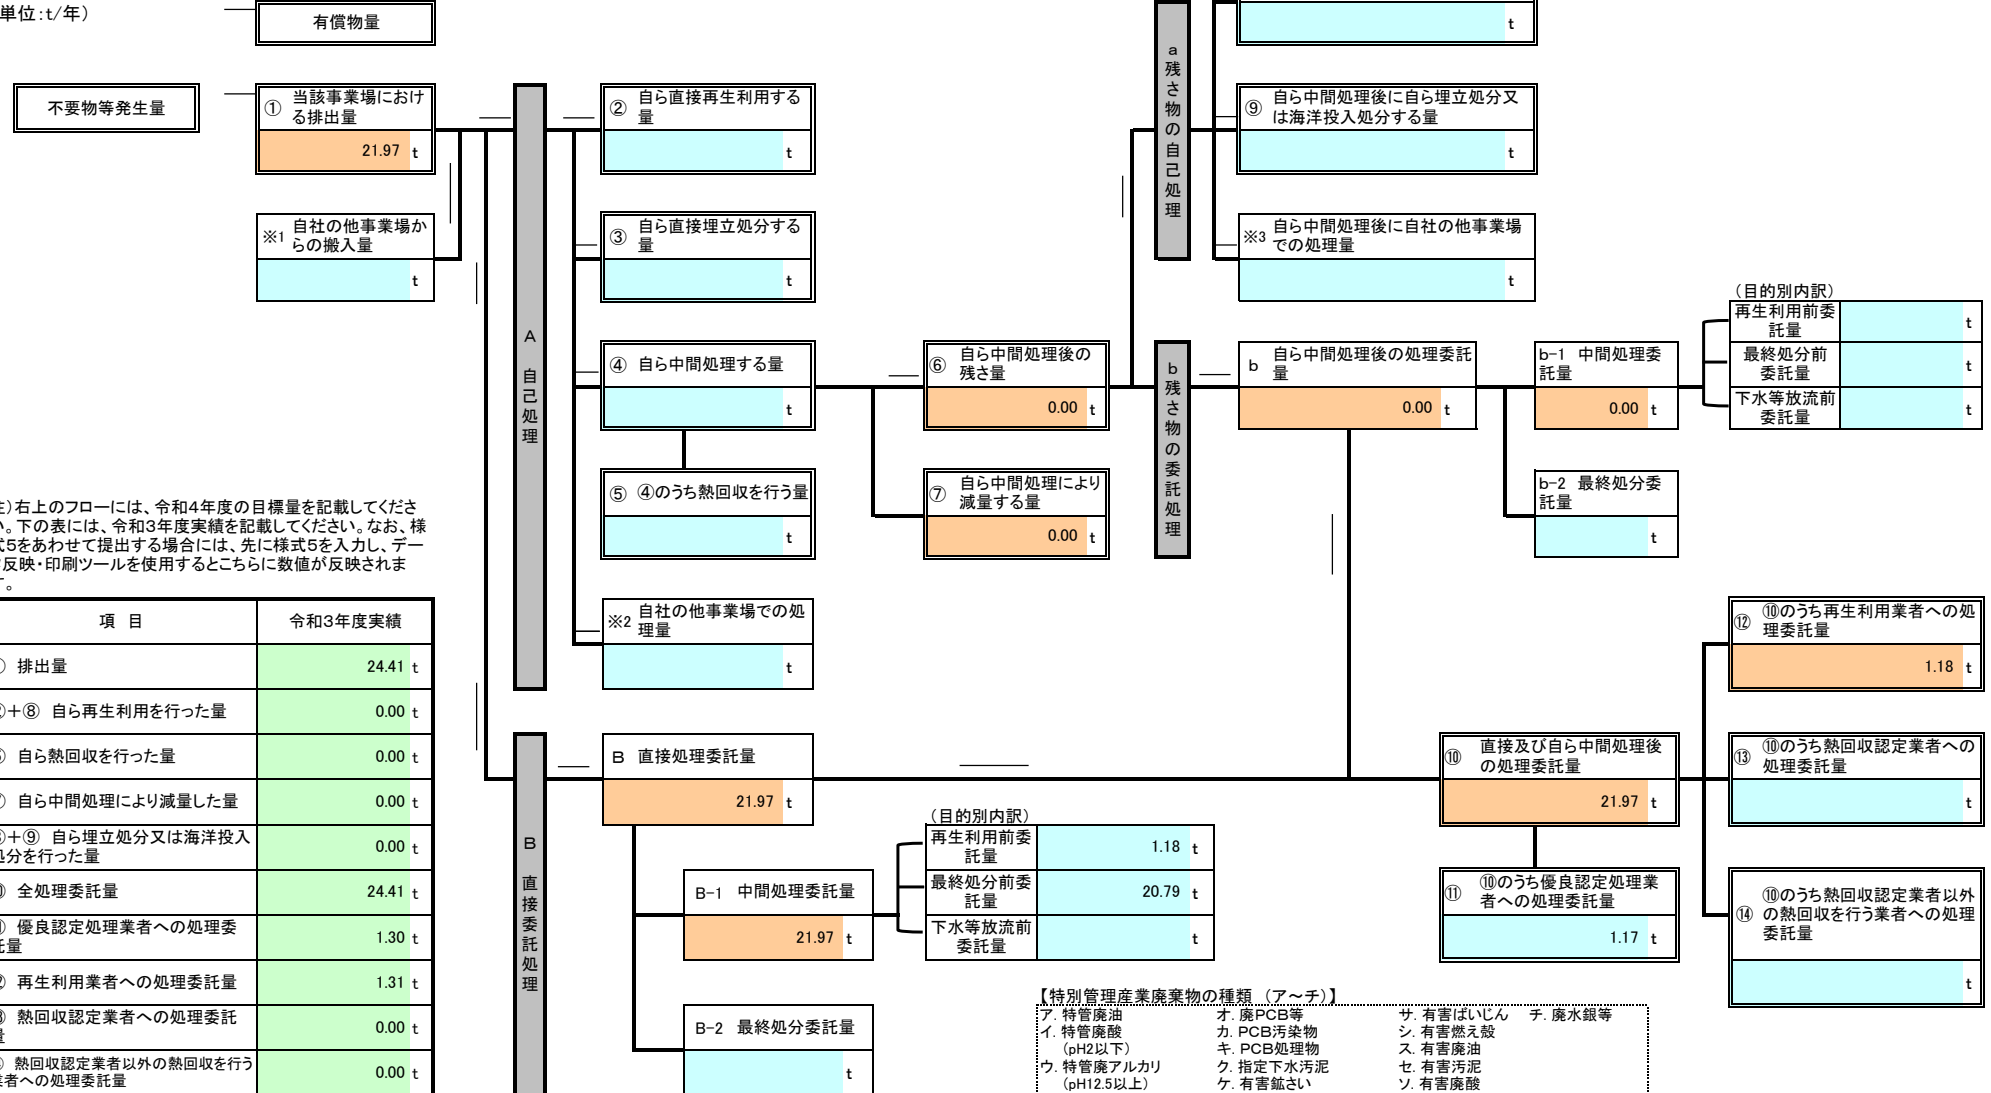 単位:t/年)
有償物量
不要物等発生量
① 当該事業場におけ
る排出量
21.97 t
※1 自社の他事業場か
らの搬入量
t
A 自己処理
② 自ら直接再生利用する
量
t
③ 自ら直接埋立処分する
量
t
④ 自ら中間処理する量
t
⑤ ④のうち熱回収を行う量
t
※2 自社の他事業場での処
理量
t
⑥ 自ら中間処理後の
残さ量
0.00 t
⑦ 自ら中間処理により
減量する量
0.00 t
a 残さ物の自己処理
t
⑨ 自ら中間処理後に自ら埋立処分又
は海洋投入処分する量
t
※3 自ら中間処理後に自社の他事業場
での処理量
t
b 残さ物の委託処理
b 自ら中間処理後の処理委託
量
0.00 t
b-1 中間処理委
託量
0.00 t
b-2 最終処分委
託量
t
(目的別内訳)
再生利用前委
託量
t
最終処分前
委託量
t
下水等放流前
委託量
t
)右上のフローには、令和4年度の目標量を記載してくださ
。下の表には、令和3年度実績を記載してください。なお、様
5をあわせて提出する場合には、先に様式5を入力し、デー
反映・印刷ツールを使用するとこちらに数値が反映されま
。
項 目 令和3年度実績
) 排出量 24.41 t
)+⑧ 自ら再生利用を行った量 0.00 t
) 自ら熱回収を行った量 0.00 t
) 自ら中間処理により減量した量 0.00 t
)+⑨ 自ら埋立処分又は海洋投入
処分を行った量 0.00 t
) 全処理委託量 24.41 t
) 優良認定処理業者への処理委
託量 1.30 t
) 再生利用業者への処理委託量 1.31 t
) 熱回収認定業者への処理委託
量 0.00 t
) 熱回収認定業者以外の熱回収を行う
業者への処理委託量 0.00 t
B 直接委託処理
B 直接処理委託量
21.97 t
B-1 中間処理委託量
21.97 t
B-2 最終処分委託量
t
(目的別内訳)
再生利用前委
託量
1.18 t
最終処分前委
託量
20.79 t
下水等放流前
委託量
t
⑩ 直接及び自ら中間処理後
の処理委託量
21.97 t
⑪ ⑩のうち優良認定処理業
者への処理委託量
1.17 t
⑫ ⑩のうち再生利用業者への処
理委託量
1.18 t
⑬ ⑩のうち熱回収認定業者への
処理委託量
t
⑭ ⑩のうち熱回収認定業者以外
の熱回収を行う業者への処理
委託量
t
【特別管理産業廃棄物の種類 (ア~チ)】
ア. 特管廃油 オ. 廃PCB等 サ. 有害ばいじん チ. 廃水銀等
イ. 特管廃酸 カ. PCB汚染物 シ. 有害燃え殻
(pH2以下) キ. PCB処理物 ス. 有害廃油
ウ. 特管廃アルカリ ク. 指定下水汚泥 セ. 有害汚泥
(pH12.5以上) ケ. 有害鉱さい ソ. 有害廃酸